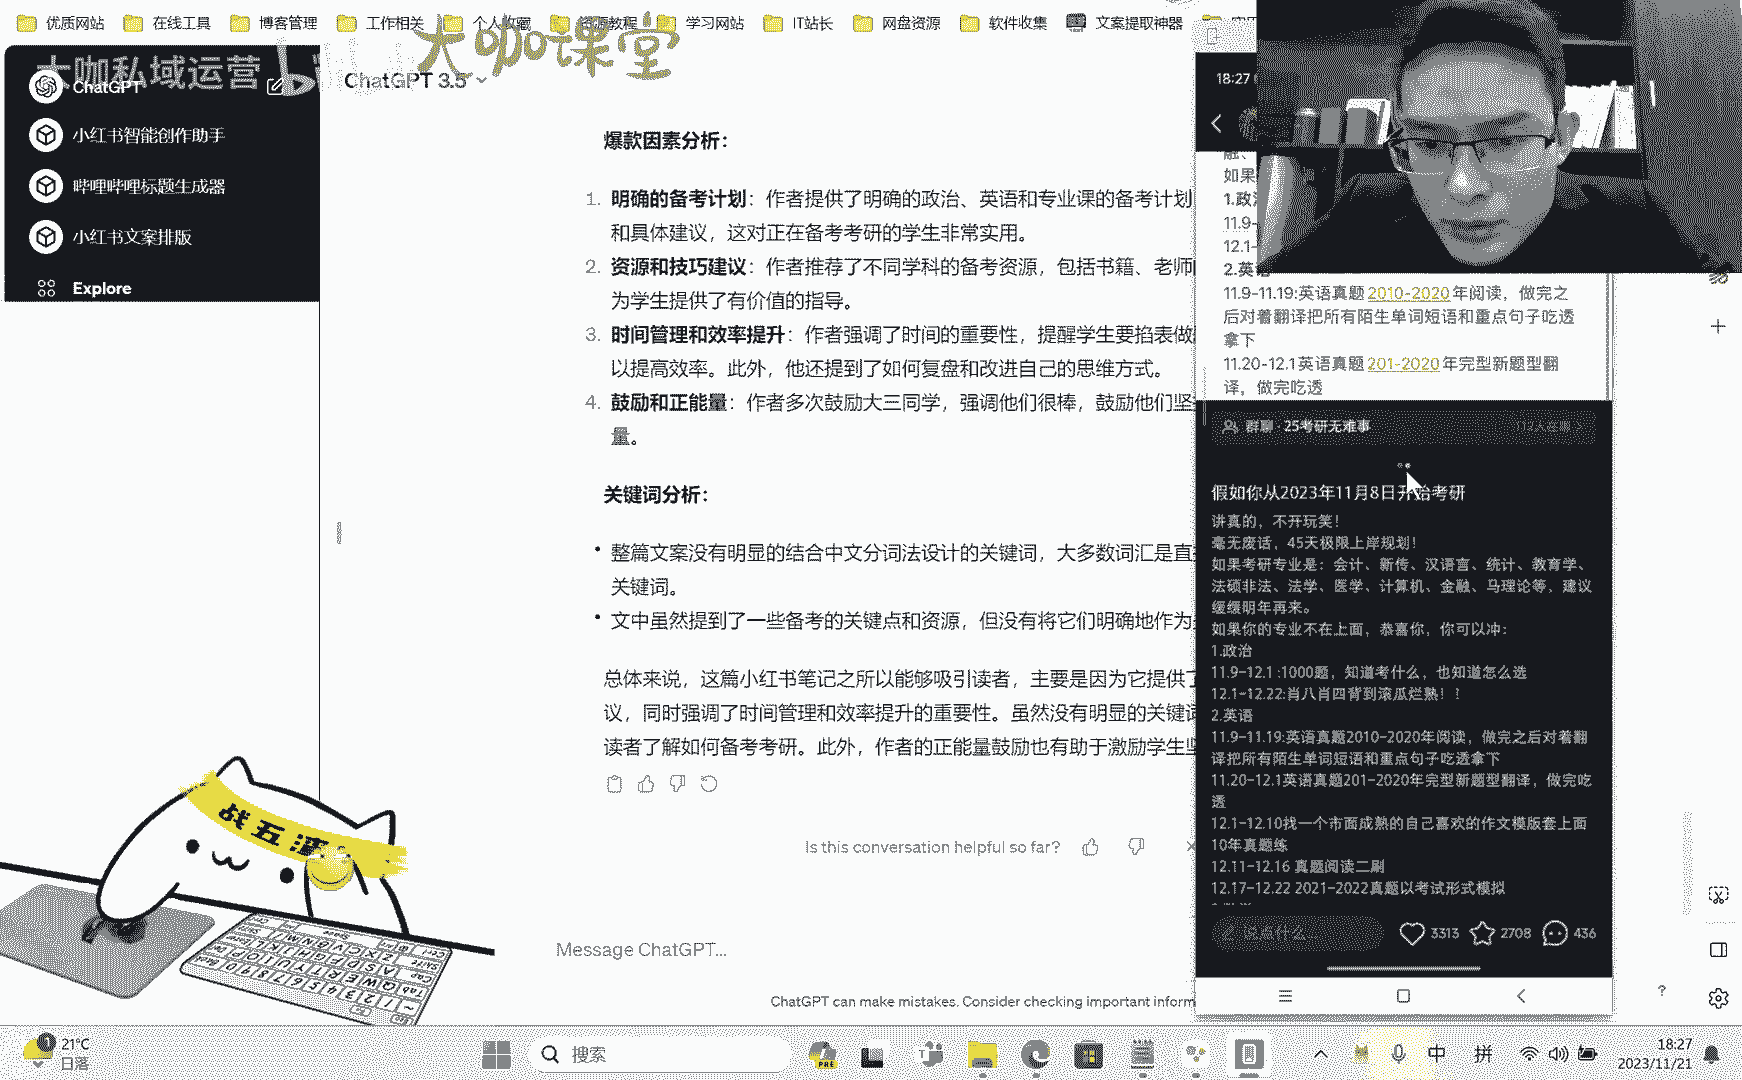 优质网站 在线工具 博客管理 工作相关 个人收藏 学习网站 IT站长 网盘资源 软件收集 文案提取神器
大咖课堂
大咖私域运营
ChatGPT
小红书智能创作助手
哔哩哔哩标题生成器
小红书文案排版
Explore
ChatGPT 3.5
爆款因素分析：
1. 明确的备考计划：作者提供了明确的政治、英语和专业课的备考计划
和具体建议，这对正在备考考研的学生非常实用。
2. 资源和技巧建议：作者推荐了不同学科的备考资源，包括书籍、老师
为学生提供了有价值的指导。
3. 时间管理和效率提升：作者强调了时间的重要性，提醒学生要掐表做
以提高效率。此外，他还提到了如何复盘和改进自己的思维方式。
4. 鼓励和正能量：作者多次鼓励大三同学，强调他们很棒，鼓励他们坚
量。
关键词分析：
• 整篇文案没有明显的结合中文分词法设计的关键词，大多数词汇是直
关键词。
• 文中虽然提到了一些备考的关键点和资源，但没有将它们明确地作为
总体来说，这篇小红书笔记之所以能够吸引读者，主要是因为它提供了
议，同时强调了时间管理和效率提升的重要性。虽然没有明显的关键词
读者了解如何备考考研。此外，作者的正能量鼓励也有助于激励学生坚
Is this conversation helpful so far?
Message ChatGPT...
ChatGPT can make mistakes. Consider checking important inform
18:27
如果
1.政治
11.9-
12.1-
2.英语
11.9-11.19:英语真题2010-2020年阅读，做完之
后对着翻译把所有陌生单词短语和重点句子吃透
拿下
11.20-12.1英语真题201-2020年完型新题型翻
译，做完吃透
群聊 · 25考研无难事
假如你从2023年11月8日开始考研
讲真的，不开玩笑！
毫无废话，45天极限上岸规划！
如果考研专业是：会计、新传、汉语言、统计、教育学、
法硕非法、法学、医学、计算机、金融、马理论等，建议
缓缓明年再来。
如果你的专业不在上面，恭喜你，你可以冲：
1.政治
11.9-12.1 :1000题，知道考什么，也知道怎么选
12.1-12.22:肖八肖四背到滚瓜烂熟！！
2.英语
11.9-11.19:英语真题2010-2020年阅读，做完之后对着翻
译把所有陌生单词短语和重点句子吃透拿下
11.20-12.1英语真题201-2020年完型新题型翻译，做完吃
透
12.1-12.10找一个市面成熟的自己喜欢的作文模版套上面
10年真题练
12.11-12.16 真题阅读二刷
12.17-12.22 2021-2022真题以考试形式模拟
说点什么...
3313 2708 436
21°C
日落
搜索
中 拼
18:27
2023/11/21